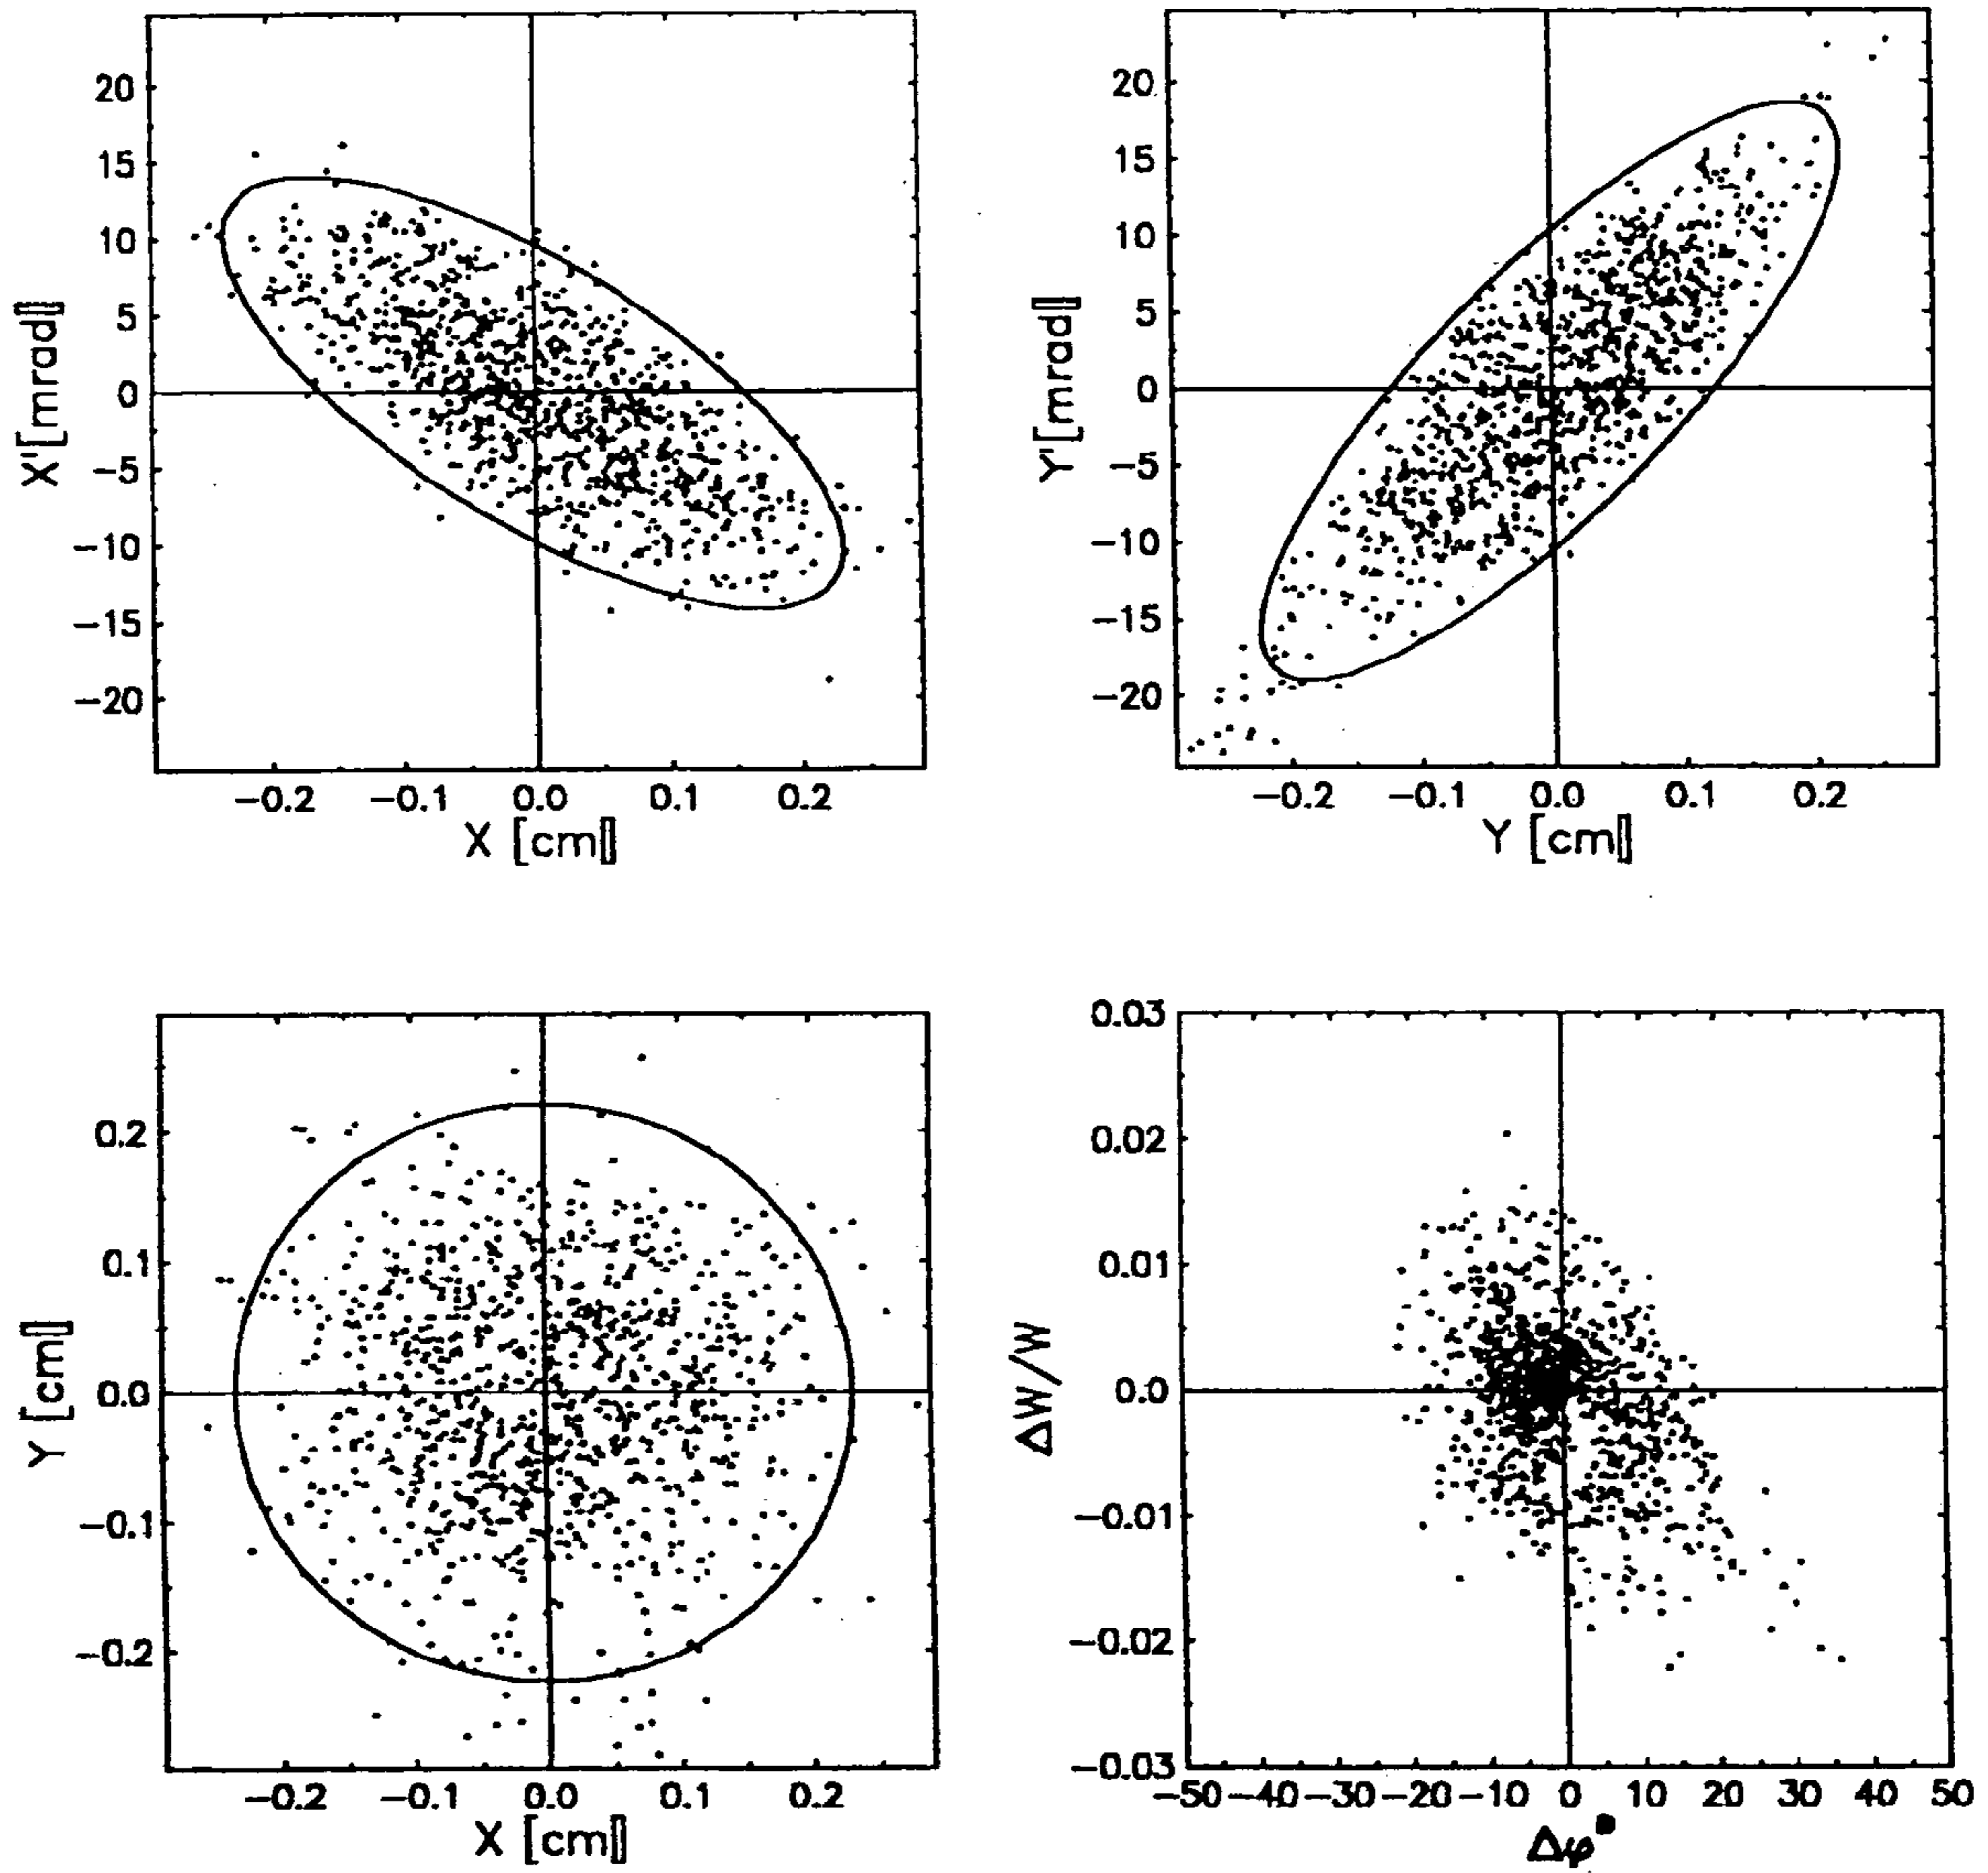 20
15
10
5
0
−5
−10
−15
−20
X'[mrad]
−0.2 −0.1 0.0 0.1 0.2
X [cm]
20
15
10
5
0
−5
−10
−15
−20
Y'[mrad]
−0.2 −0.1 0.0 0.1 0.2
Y [cm]
0.2
0.1
0.0
−0.1
−0.2
Y [cm]
−0.2 −0.1 0.0 0.1 0.2
X [cm]
0.03
0.02
0.01
0.0
−0.01
−0.02
−0.03
ΔW/W
−50 −40 −30 −20 −10 0 10 20 30 40 50
Δφ°